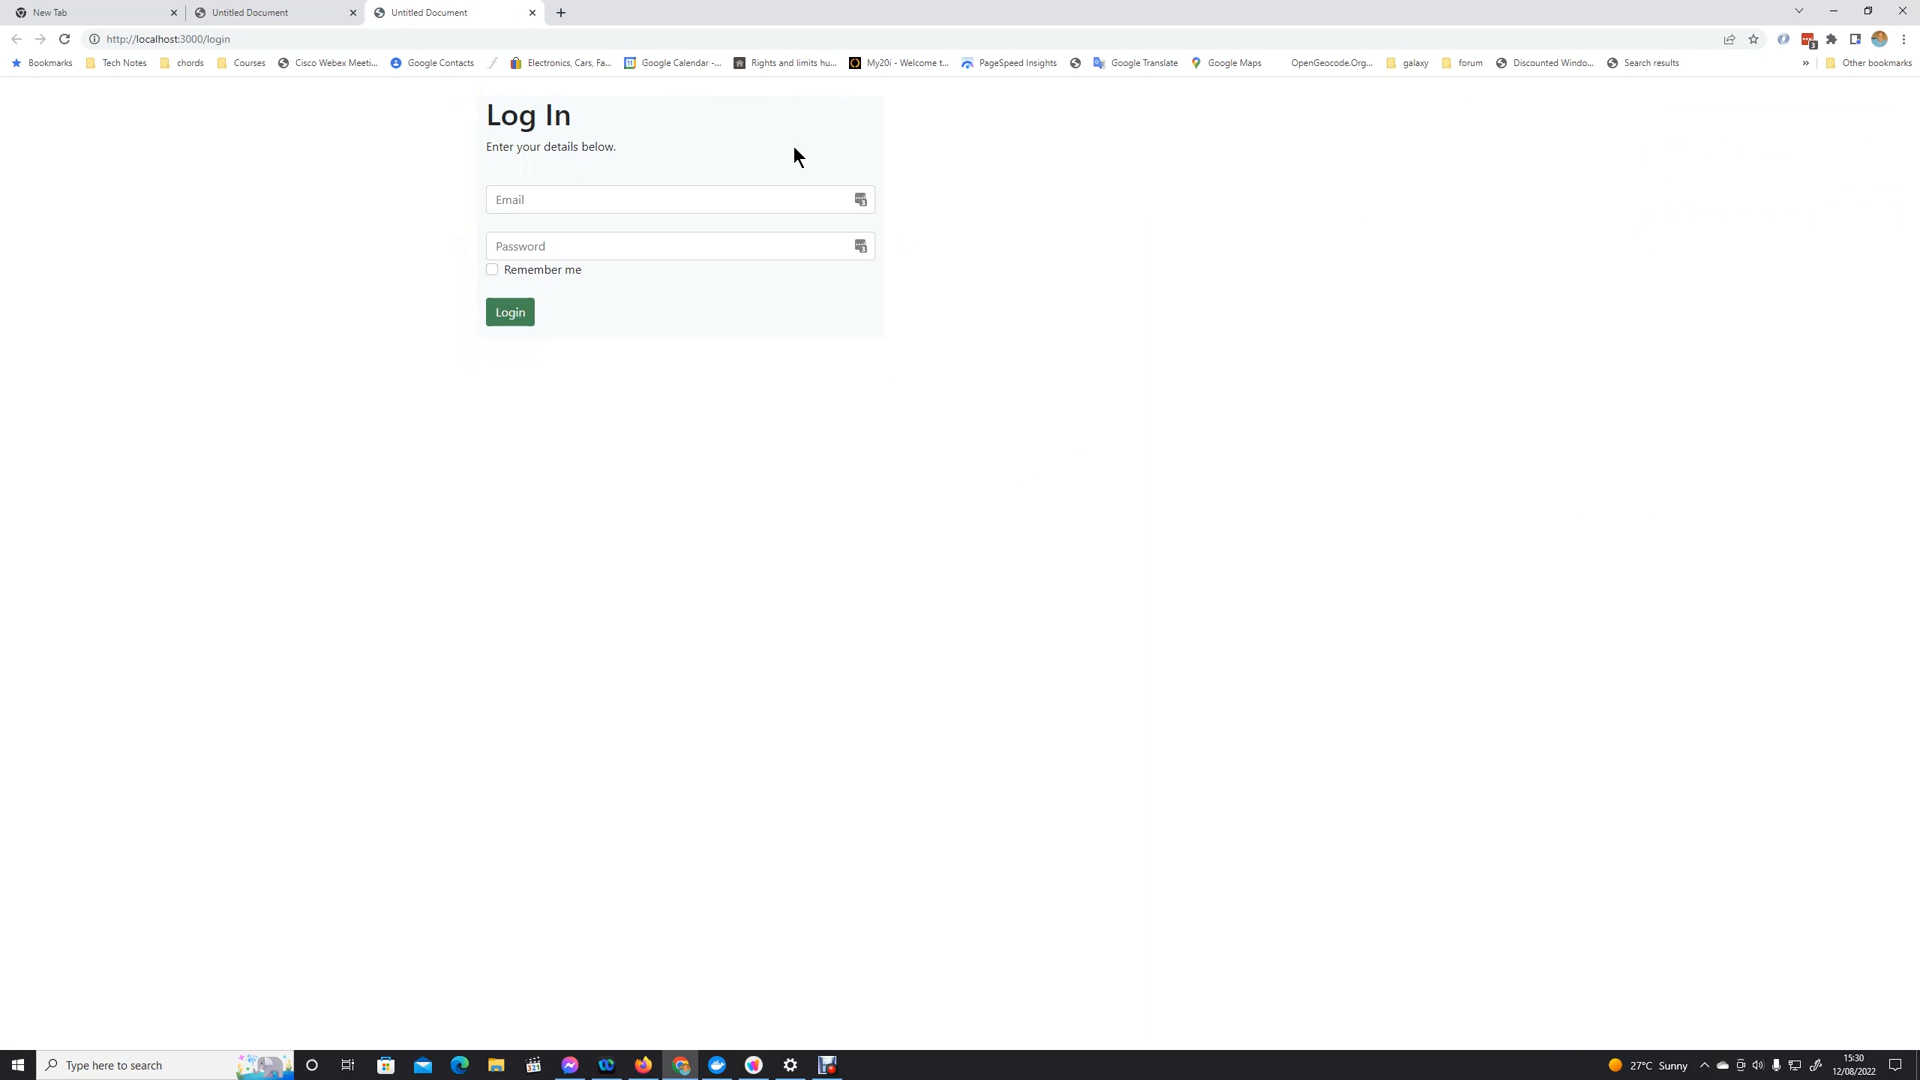 New Tab
Untitled Document
Untitled Document
http://localhost:3000/login
3
Bookmarks
Tech Notes
chords
Courses
Cisco Webex Meeti...
Google Contacts
Electronics, Cars, Fa...
Google Calendar -...
Rights and limits hu...
My20i - Welcome t...
PageSpeed Insights
Google Translate
Google Maps
OpenGeocode.Org...
galaxy
forum
Discounted Windo...
Search results
»
Other bookmarks
Log In
Enter your details below.
Email
Password
Remember me
Login
Type here to search
27°C Sunny
15:30
12/08/2022